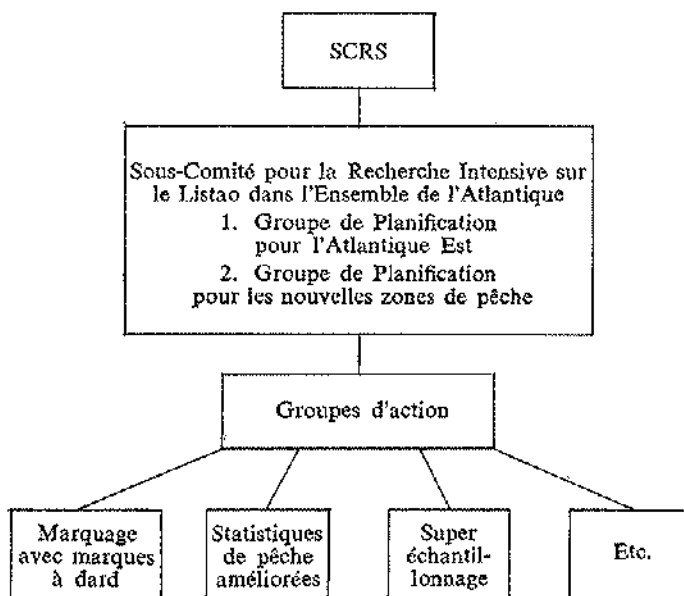 SCRS
Sous-Comité pour la Recherche Intensive sur
le Listao dans l'Ensemble de l'Atlantique
1. Groupe de Planification
pour l'Atlantique Est
2. Groupe de Planification
pour les nouvelles zones de pêche
Groupes d'action
Marquage
avec marques
à dard
Statistiques
de pêche
améliorées
Super
échantil-
lonnage
Etc.